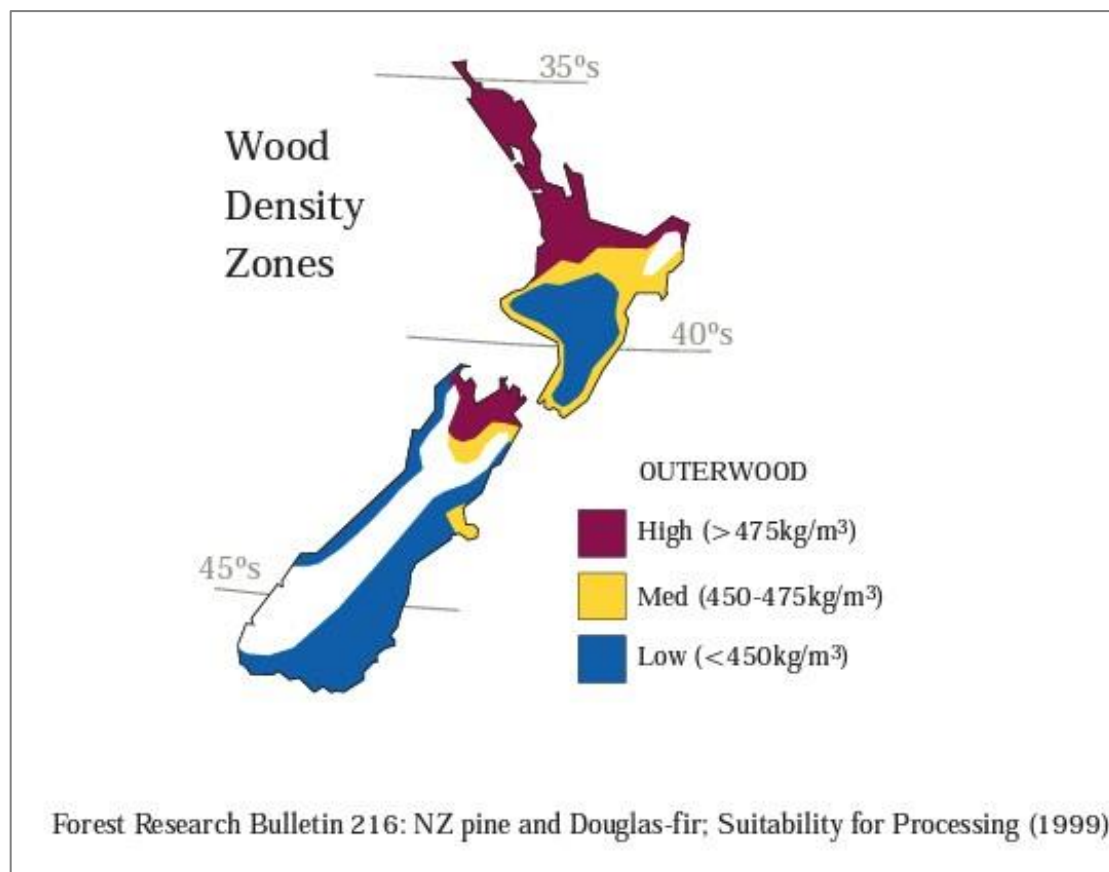 35ºs
Wood
Density
Zones
40ºs
OUTERWOOD
High (>475kg/m³)
45ºs
Med (450-475kg/m³)
Low (<450kg/m³)
Forest Research Bulletin 216: NZ pine and Douglas-fir; Suitability for Processing (1999)